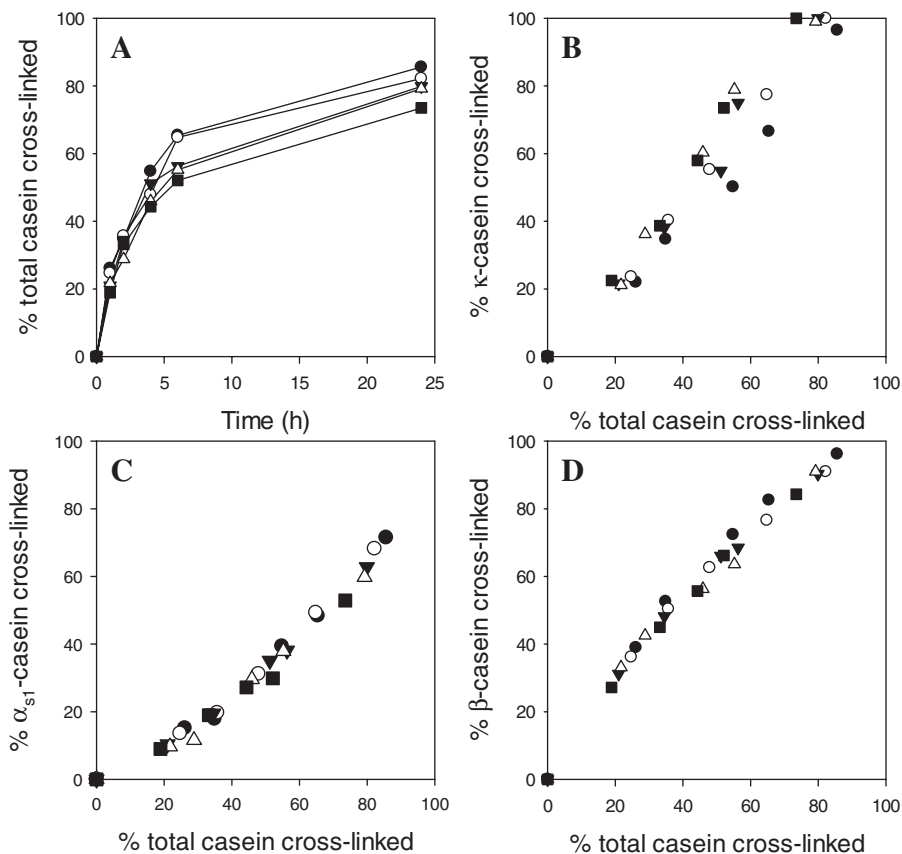 A
% total casein cross-linked
100
80
60
40
20
0
0 5 10 15 20 25
Time (h)
B
% κ-casein cross-linked
100
80
60
40
20
0
0 20 40 60 80 100
% total casein cross-linked
C
% αs1-casein cross-linked
100
80
60
40
20
0
0 20 40 60 80 100
% total casein cross-linked
D
% β-casein cross-linked
100
80
60
40
20
0
0 20 40 60 80 100
% total casein cross-linked